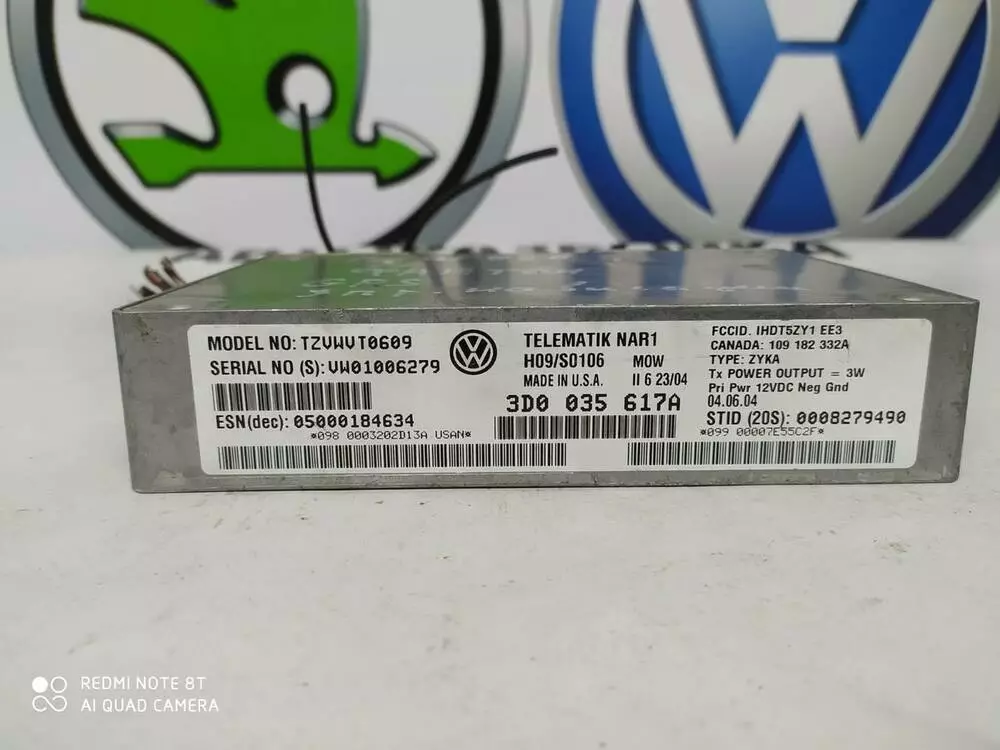 MODEL NO: TZVWVT0609
SERIAL NO (S): VW01006279
ESN(dec): 05000184634
*098 0003202D13A USAN*
TELEMATIK NAR1
H09/S0106 MOW
MADE IN U.S.A. II 6 23/04
3D0 035 617A
FCCID. IHDT5ZY1 EE3
CANADA: 109 182 332A
TYPE: ZYKA
Tx POWER OUTPUT = 3W
Pri Pwr 12VDC Neg Gnd
04.06.04
STID (20S): 0008279490
*099 00007E55C2F*
REDMI NOTE 8T
AI QUAD CAMERA